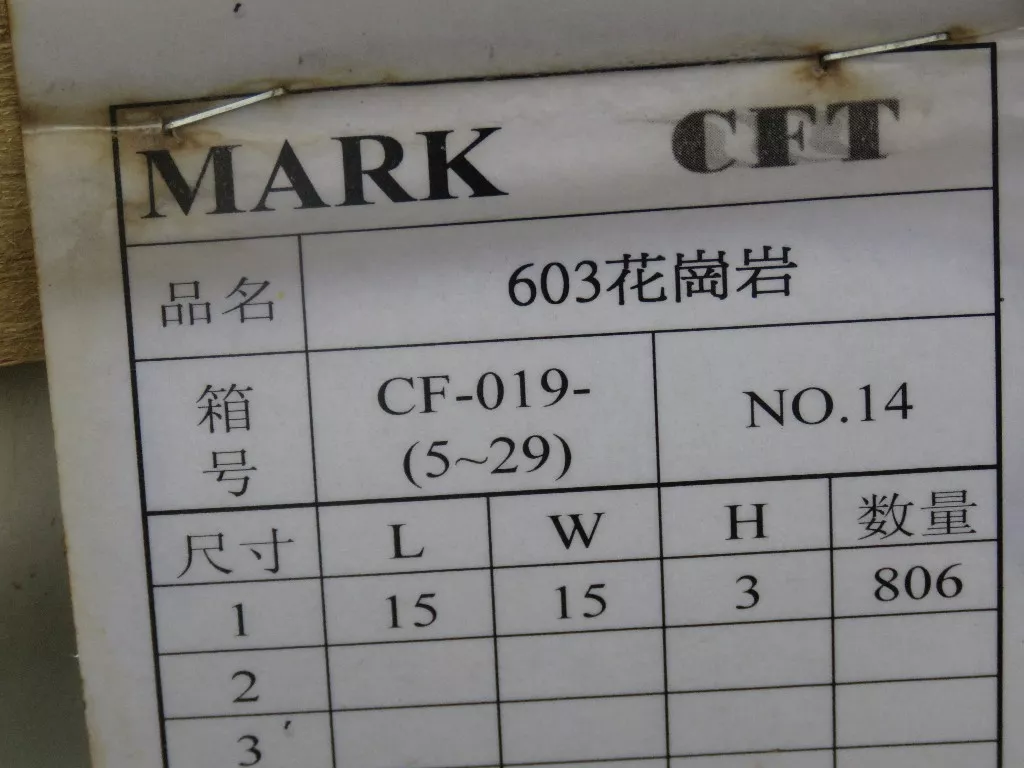 MARK CFT
品名 603花崗岩
箱号 CF-019-(5~29) NO.14
尺寸 L W H 数量
1 15 15 3 806
2
3